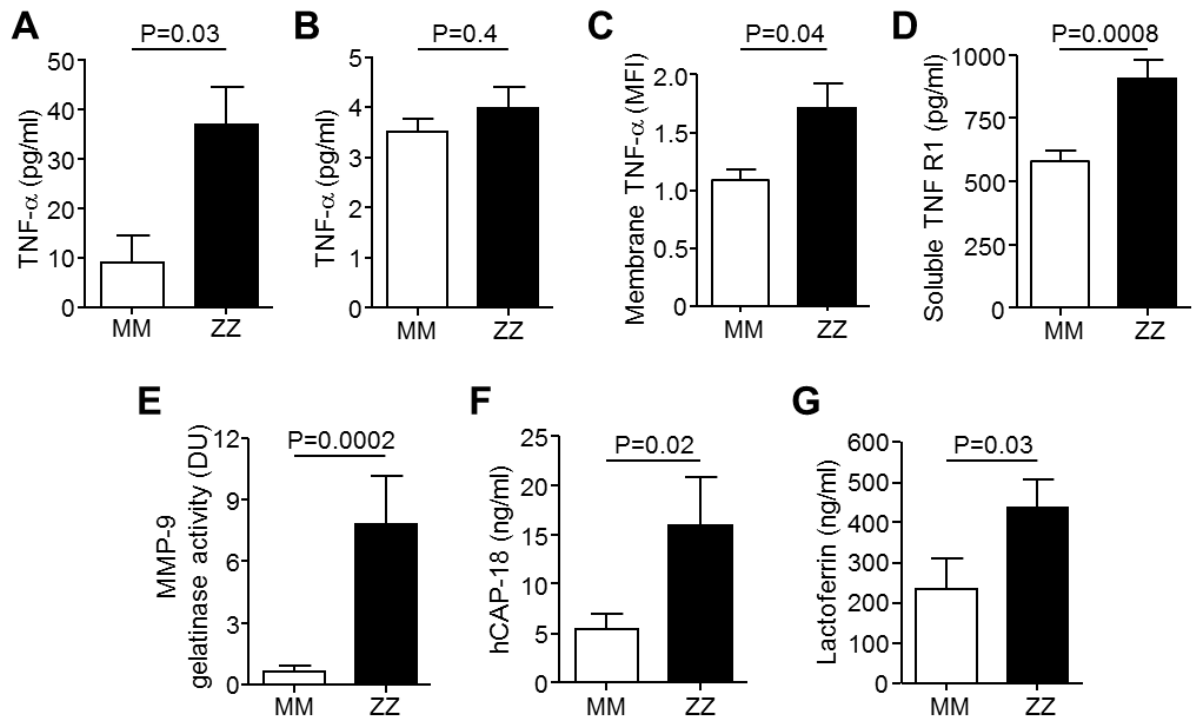 A
P=0.03
TNF-α (pg/ml)
50
40
30
20
10
0
MM
ZZ
B
P=0.4
TNF-α (pg/ml)
5
4
3
2
1
0
MM
ZZ
C
P=0.04
Membrane TNF-α (MFI)
2.0
1.5
1.0
0.5
0
MM
ZZ
D
P=0.0008
Soluble TNF R1 (pg/ml)
1000
750
500
250
0
MM
ZZ
E
P=0.0002
MMP-9
gelatinase activity (DU)
12
9
6
3
0
MM
ZZ
F
P=0.02
hCAP-18 (ng/ml)
25
20
15
10
5
0
MM
ZZ
G
P=0.03
Lactoferrin (ng/ml)
600
500
400
300
200
100
0
MM
ZZ